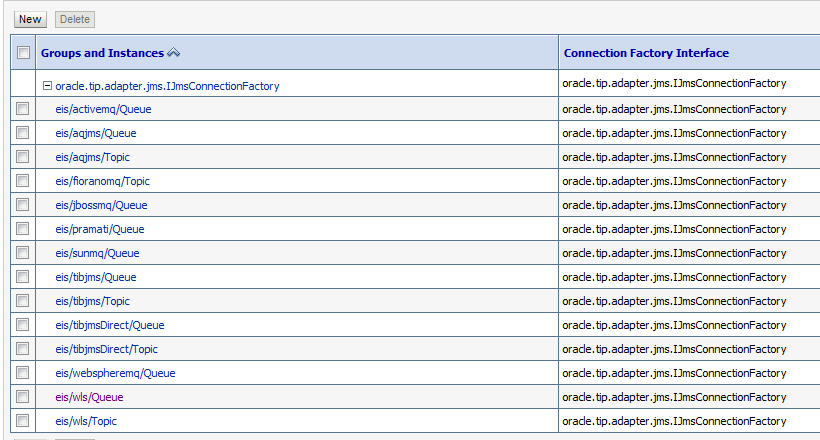 New Delete
Groups and Instances Connection Factory Interface
oracle.tip.adapter.jms.IJmsConnectionFactory oracle.tip.adapter.jms.IJmsConnectionFactory
eis/activemq/Queue oracle.tip.adapter.jms.IJmsConnectionFactory
eis/aqjms/Queue oracle.tip.adapter.jms.IJmsConnectionFactory
eis/aqjms/Topic oracle.tip.adapter.jms.IJmsConnectionFactory
eis/fioranomq/Topic oracle.tip.adapter.jms.IJmsConnectionFactory
eis/jbossmq/Queue oracle.tip.adapter.jms.IJmsConnectionFactory
eis/pramati/Queue oracle.tip.adapter.jms.IJmsConnectionFactory
eis/sunmq/Queue oracle.tip.adapter.jms.IJmsConnectionFactory
eis/tibjms/Queue oracle.tip.adapter.jms.IJmsConnectionFactory
eis/tibjms/Topic oracle.tip.adapter.jms.IJmsConnectionFactory
eis/tibjmsDirect/Queue oracle.tip.adapter.jms.IJmsConnectionFactory
eis/tibjmsDirect/Topic oracle.tip.adapter.jms.IJmsConnectionFactory
eis/webspheremq/Queue oracle.tip.adapter.jms.IJmsConnectionFactory
eis/wls/Queue oracle.tip.adapter.jms.IJmsConnectionFactory
eis/wls/Topic oracle.tip.adapter.jms.IJmsConnectionFactory